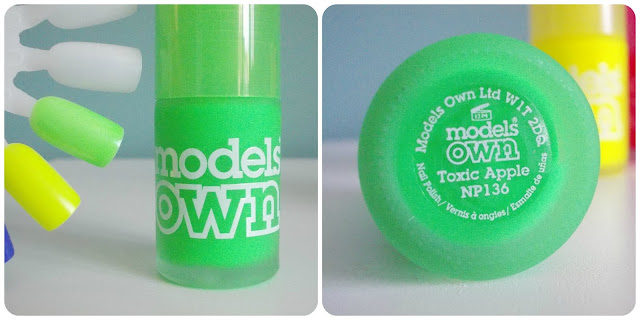 models
own
Models Own Ltd W1T 2DQ
12M
models
own
Toxic Apple
NP136
Nail Polish/ Vernis à ongles/ Esmalte de uñas